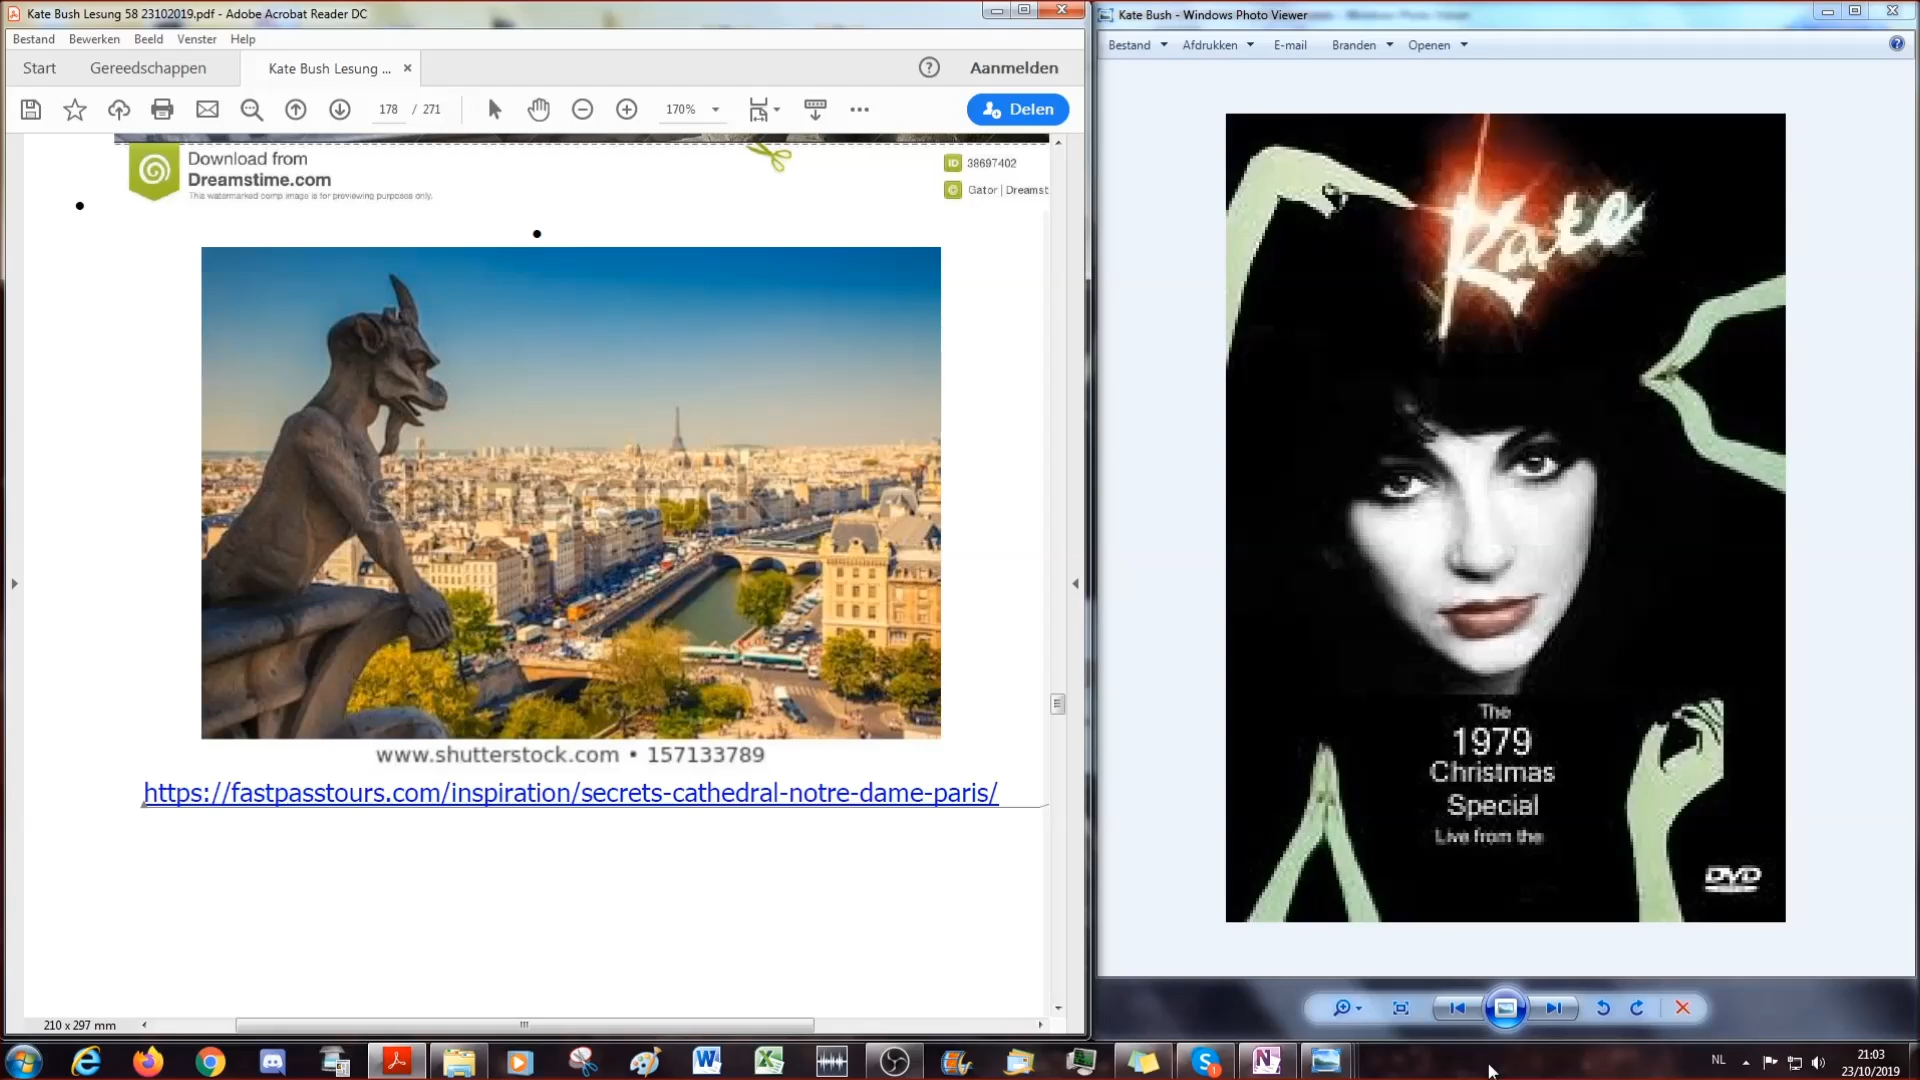 Kate Bush Lesung 58 23102019.pdf - Adobe Acrobat Reader DC
Bestand Bewerken Beeld Venster Help
Start Gereedschappen Kate Bush Lesung ... Aanmelden
178 / 271 170% Delen
Download from
Dreamstime.com
This watermarked comp image is for previewing purposes only.
ID 38697402
Gator | Dreamst
shutterstock
www.shutterstock.com • 157133789
https://fastpasstours.com/inspiration/secrets-cathedral-notre-dame-paris/
210 x 297 mm
Kate Bush - Windows Photo Viewer
Bestand Afdrukken E-mail Branden Openen
Kate
The
1979
Christmas
Special
Live from the
DVD
NL
21:03
23/10/2019